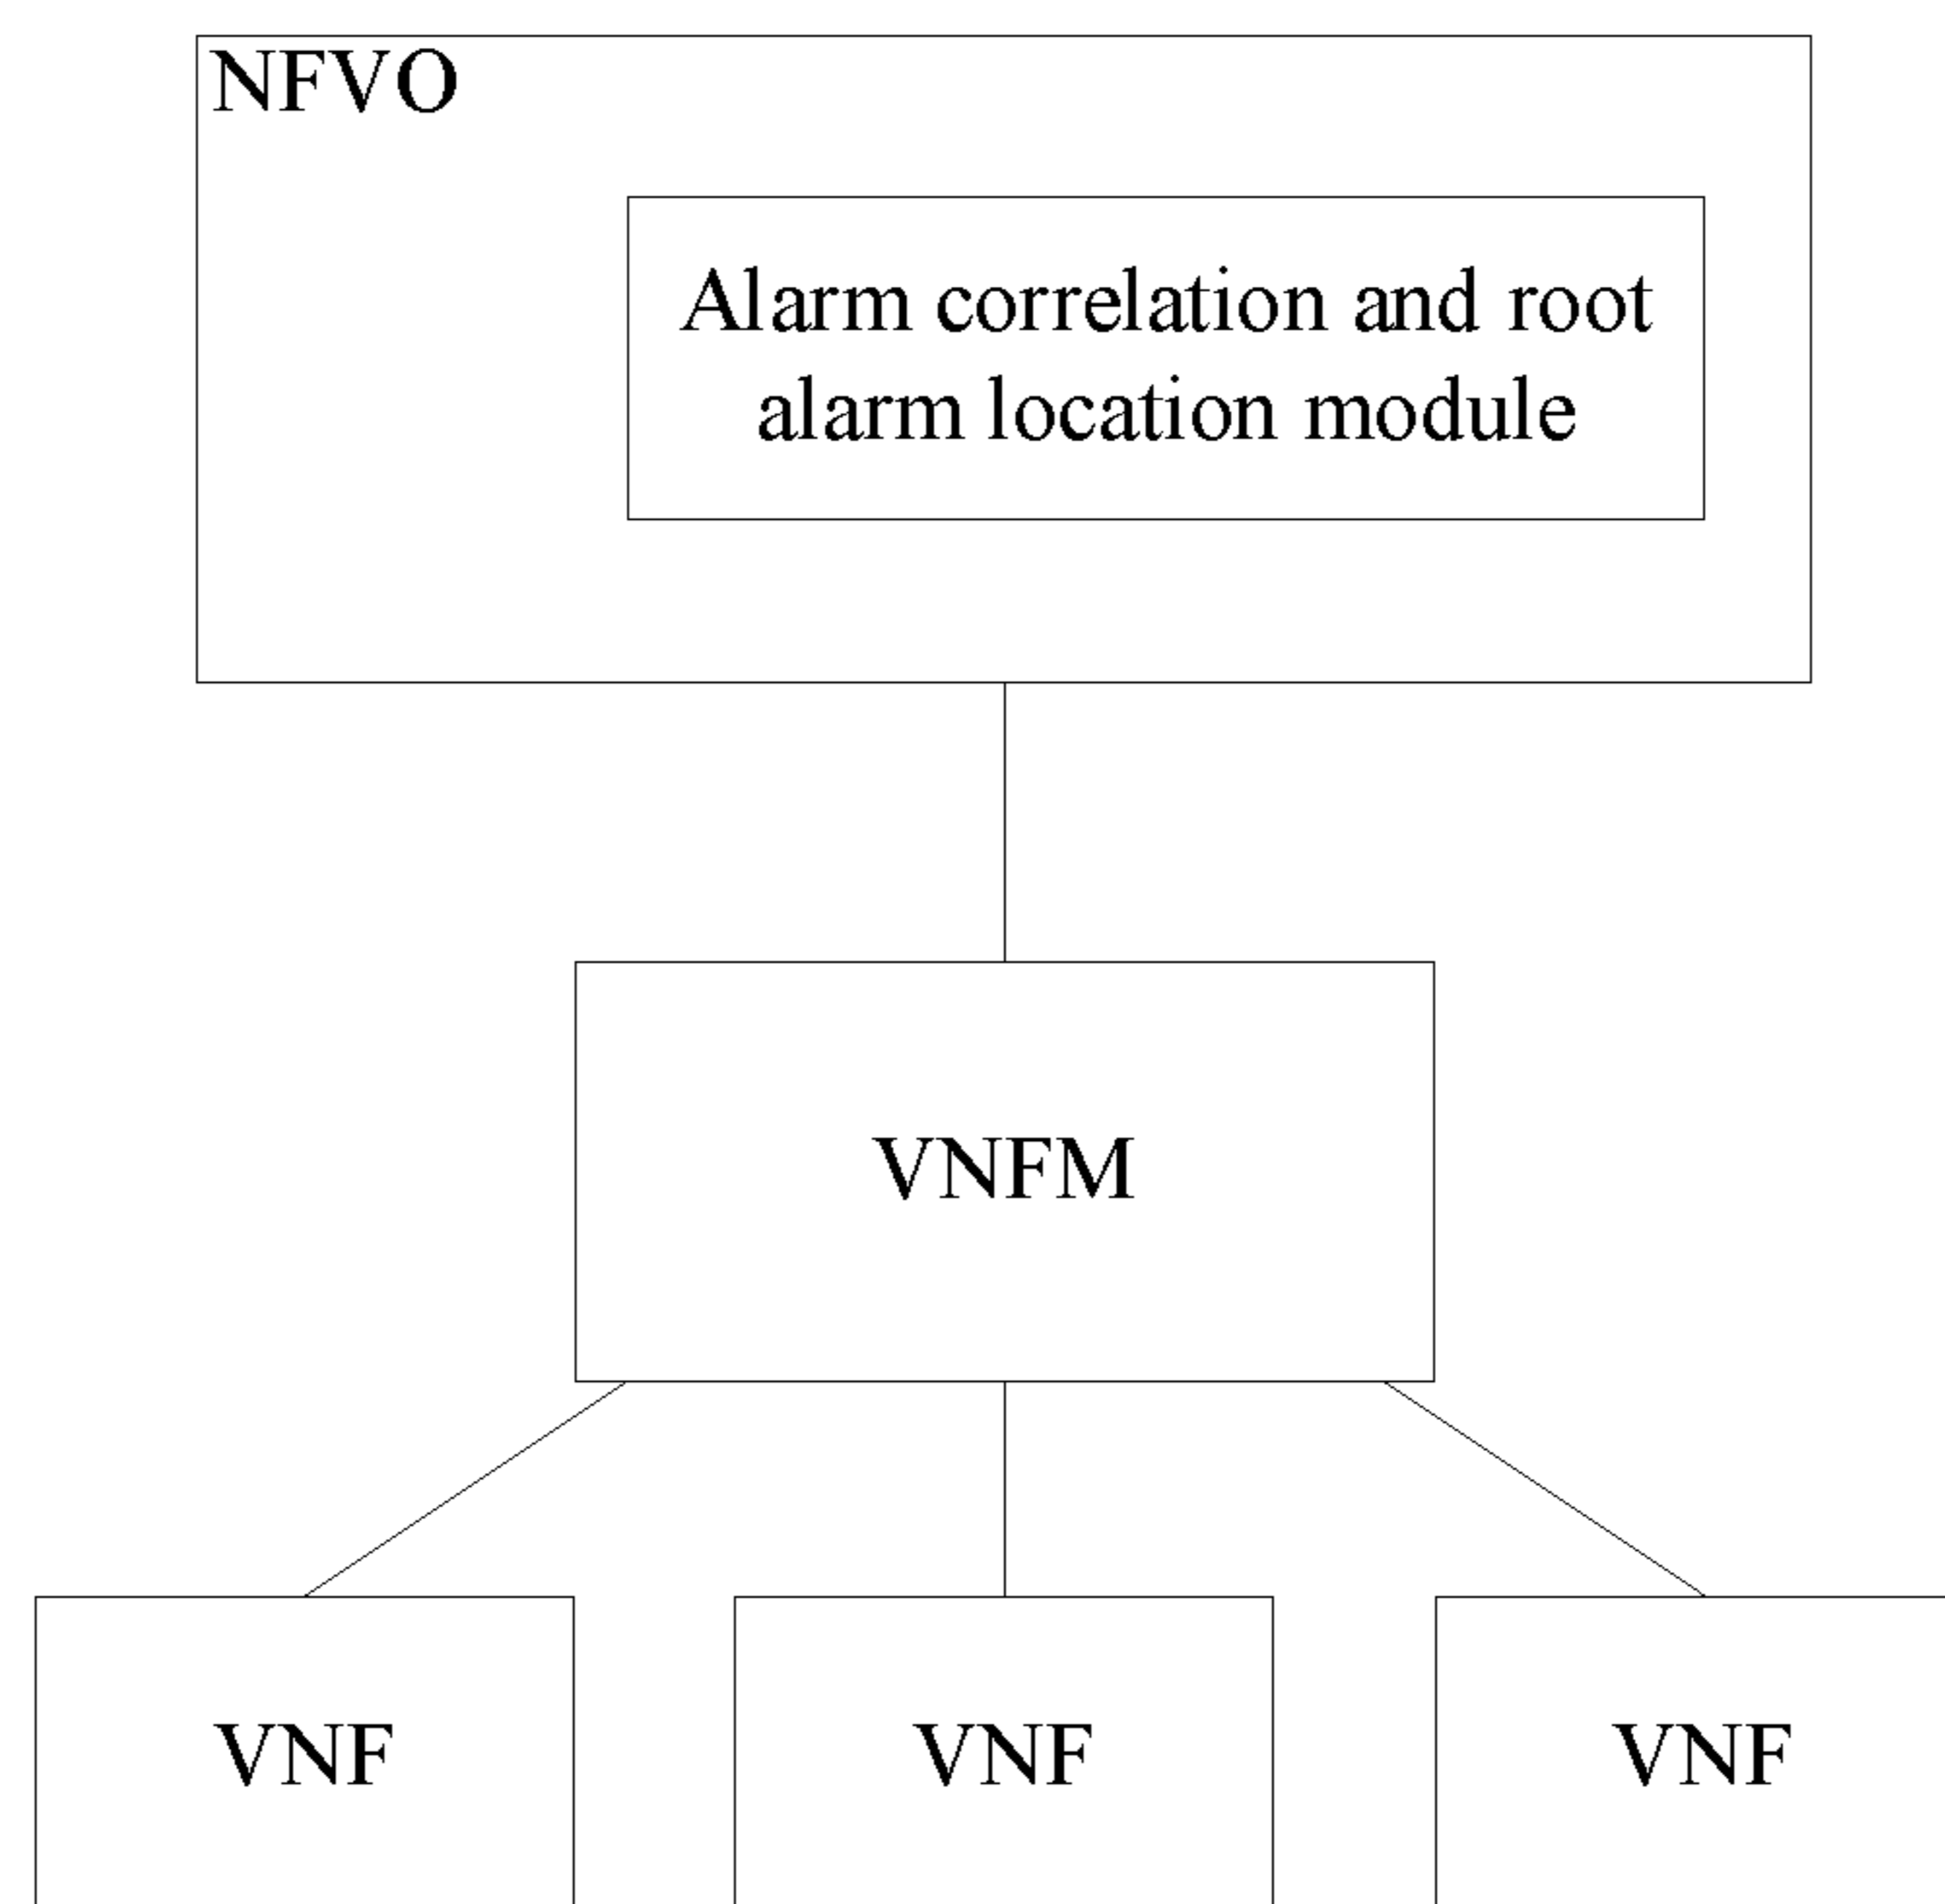 NFVO
Alarm correlation and root
alarm location module
VNFM
VNF
VNF
VNF